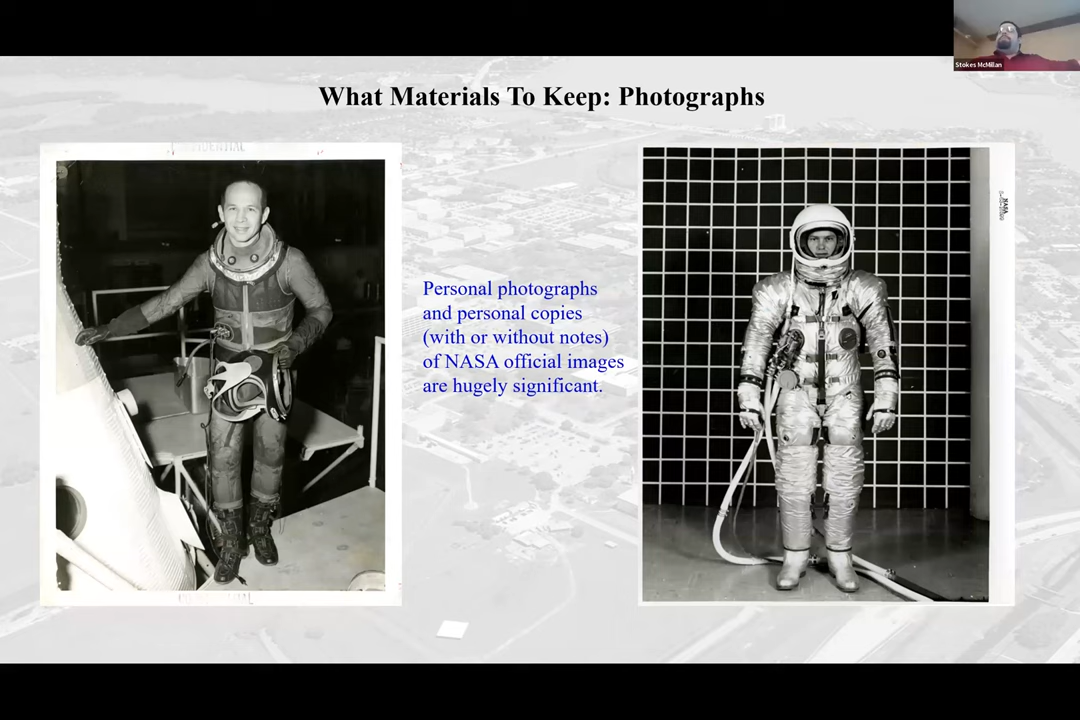 Stokes McMillan
What Materials To Keep: Photographs
Personal photographs
and personal copies
(with or without notes)
of NASA official images
are hugely significant.
NASA